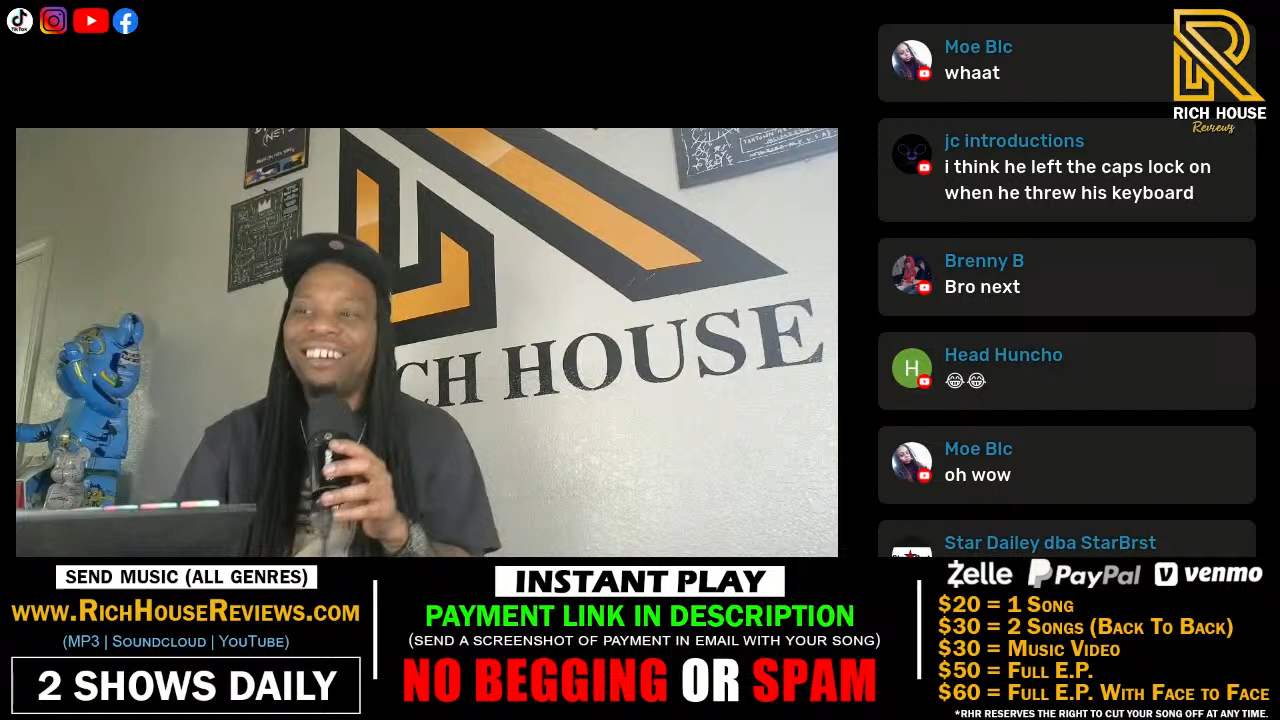 TikTok
Moe Blc
whaat
RICH HOUSE
Reviews
jc introductions
i think he left the caps lock on
when he threw his keyboard
Brenny B
Bro next
H
Head Huncho
😂😂
Moe Blc
oh wow
Star Dailey dba StarBrst
CH HOUSE
SEND MUSIC (ALL GENRES)
www.RichHouseReviews.com
(MP3 | Soundcloud | YouTube)
2 SHOWS DAILY
INSTANT PLAY
PAYMENT LINK IN DESCRIPTION
(SEND A SCREENSHOT OF PAYMENT IN EMAIL WITH YOUR SONG)
NO BEGGING OR SPAM
Zelle PayPal venmo
$20 = 1 Song
$30 = 2 Songs (Back To Back)
$30 = Music Video
$50 = Full E.P.
$60 = Full E.P. With Face to Face
*RHR RESERVES THE RIGHT TO CUT YOUR SONG OFF AT ANY TIME.